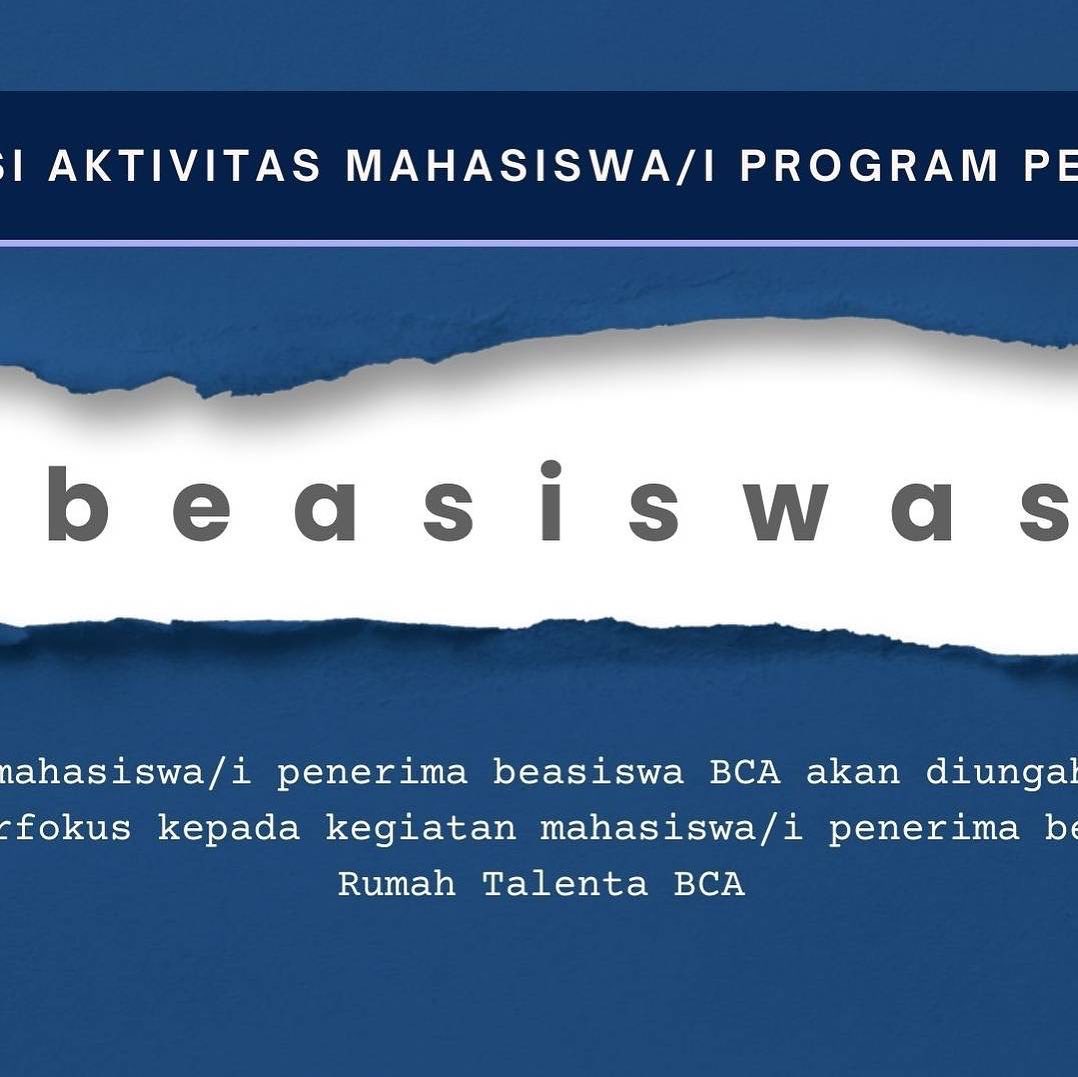 SI AKTIVITAS MAHASISWA/I PROGRAM PE
beasiswas
mahasiswa/i penerima beasiswa BCA akan diungah
rfokus kepada kegiatan mahasiswa/i penerima be
Rumah Talenta BCA